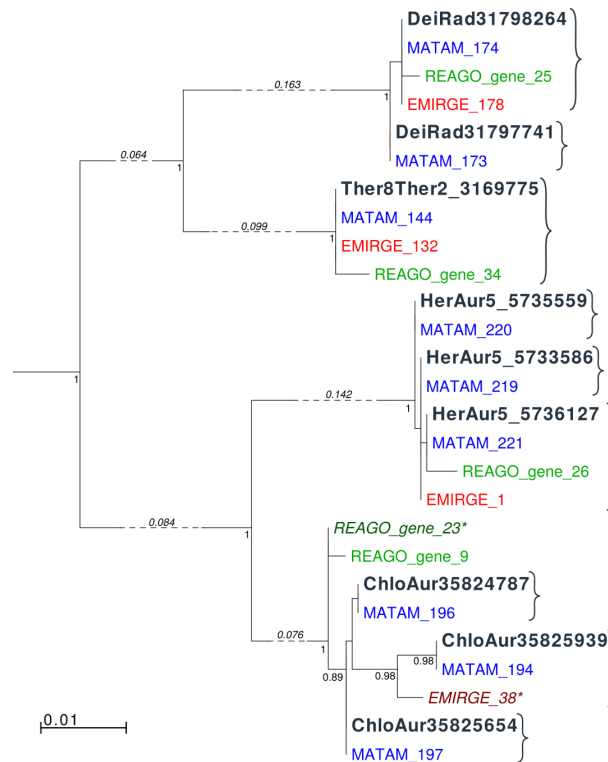 DeiRad31798264
MATAM_174
0.163
REAGO_gene_25
1
EMIRGE_178
DeiRad31797741
0.064
MATAM_173
1
Ther8Ther2_3169775
MATAM_144
0.099
1
EMIRGE_132
REAGO_gene_34
HerAur5_5735559
MATAM_220
HerAur5_5733586
1
MATAM_219
0.142
1
HerAur5_5736127
MATAM_221
REAGO_gene_26
EMIRGE_1
0.084
1
REAGO_gene_23*
REAGO_gene_9
ChloAur35824787
MATAM_196
0.076
1
ChloAur35825939
0.98
MATAM_194
0.89
0.98
EMIRGE_38*
0.01
ChloAur35825654
MATAM_197